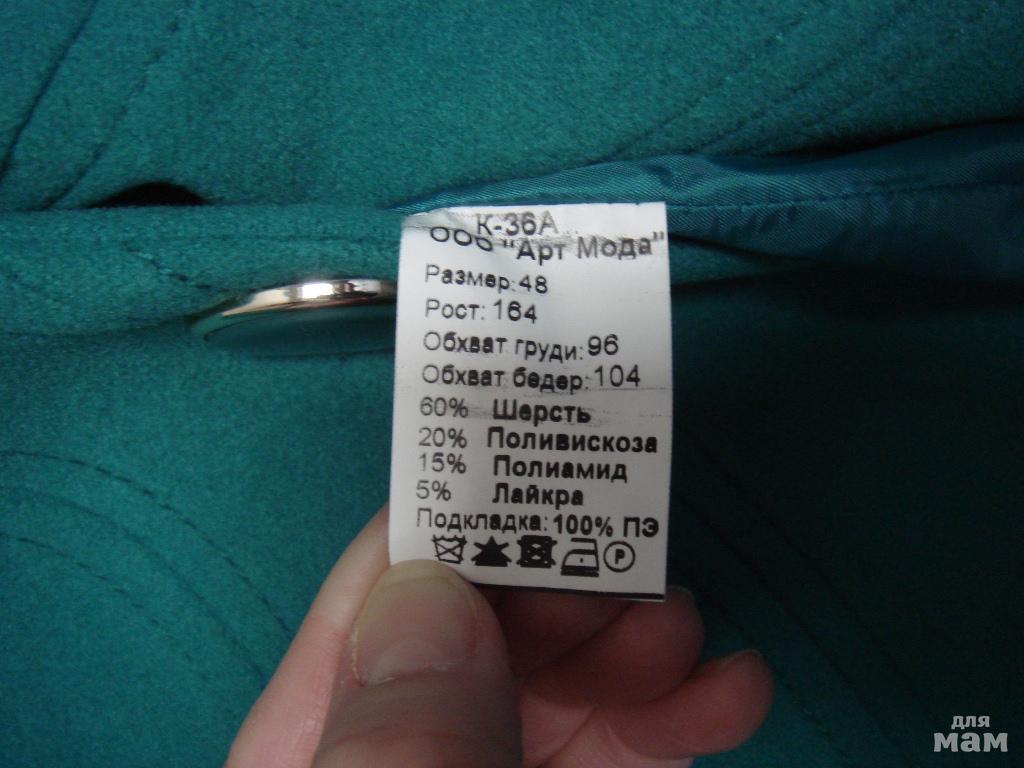 К-36А
ООО "Арт Мода"
Размер: 48
Рост: 164
Обхват груди: 96
Обхват бедер: 104
60% Шерсть
20% Поливискоза
15% Полиамид
5% Лайкра
Подкладка: 100% ПЭ
P
для
мам